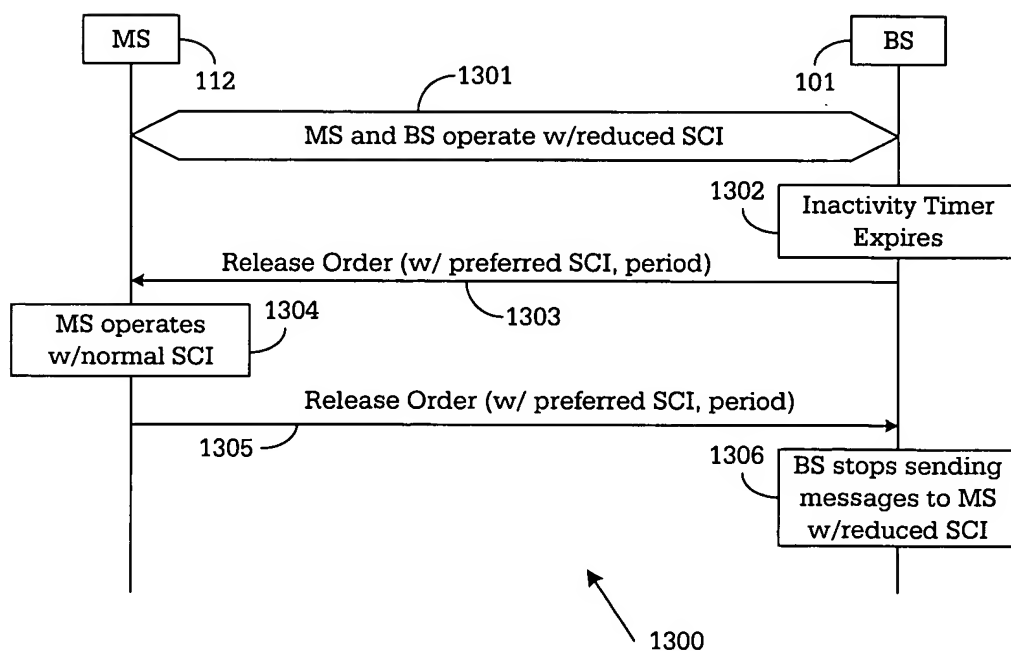 MS
BS
112
1301
101
MS and BS operate w/reduced SCI
1302
Inactivity Timer
Expires
Release Order (w/ preferred SCI, period)
1303
MS operates
w/normal SCI
1304
Release Order (w/ preferred SCI, period)
1305
1306
BS stops sending
messages to MS
w/reduced SCI
1300